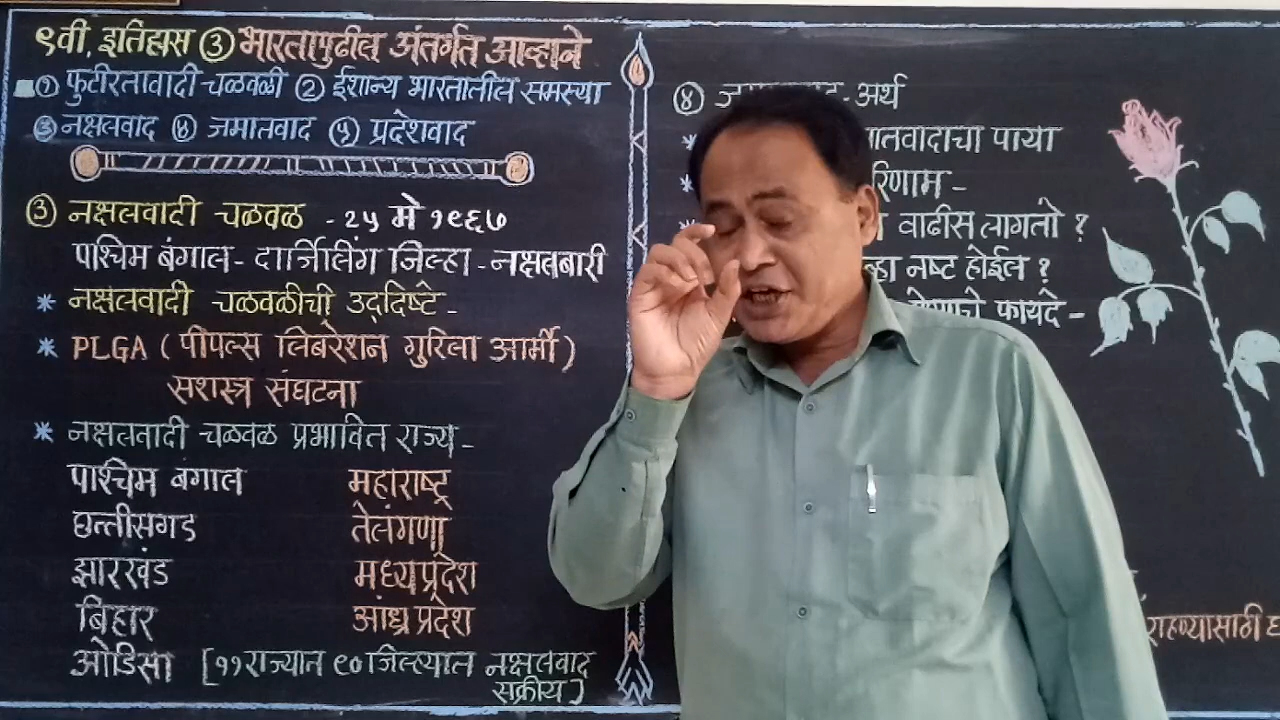 ९वी. इतिहास ③ भारतापुढील अंतर्गत आव्हाने
① फुटीरतावादी चळवळी ② ईशान्य भारतातील समस्या
③ नक्षलवाद ④ जमातवाद ⑤ प्रदेशवाद
③ नक्षलवादी चळवळ - २५ मे १९६७
पश्चिम बंगाल - दार्जिलिंग जिल्हा - नक्षलबारी
* नक्षलवादी चळवळीची उद्दिष्टे -
* PLGA ( पीपल्स लिबरेशन गुरिला आर्मी )
सशस्त्र संघटना
* नक्षलवादी चळवळ प्रभावित राज्य -
पश्चिम बंगाल महाराष्ट्र
छत्तीसगड तेलंगणा
झारखंड मध्यप्रदेश
बिहार आंध्र प्रदेश
ओडिसा [ ११ राज्यात ९० जिल्ह्यात नक्षलवाद
सक्रीय ]
④ - अर्थ
* पाया
*
* वाढीस लागतो ?
नष्ट होईल ?
फायदे -
राहण्यासाठी